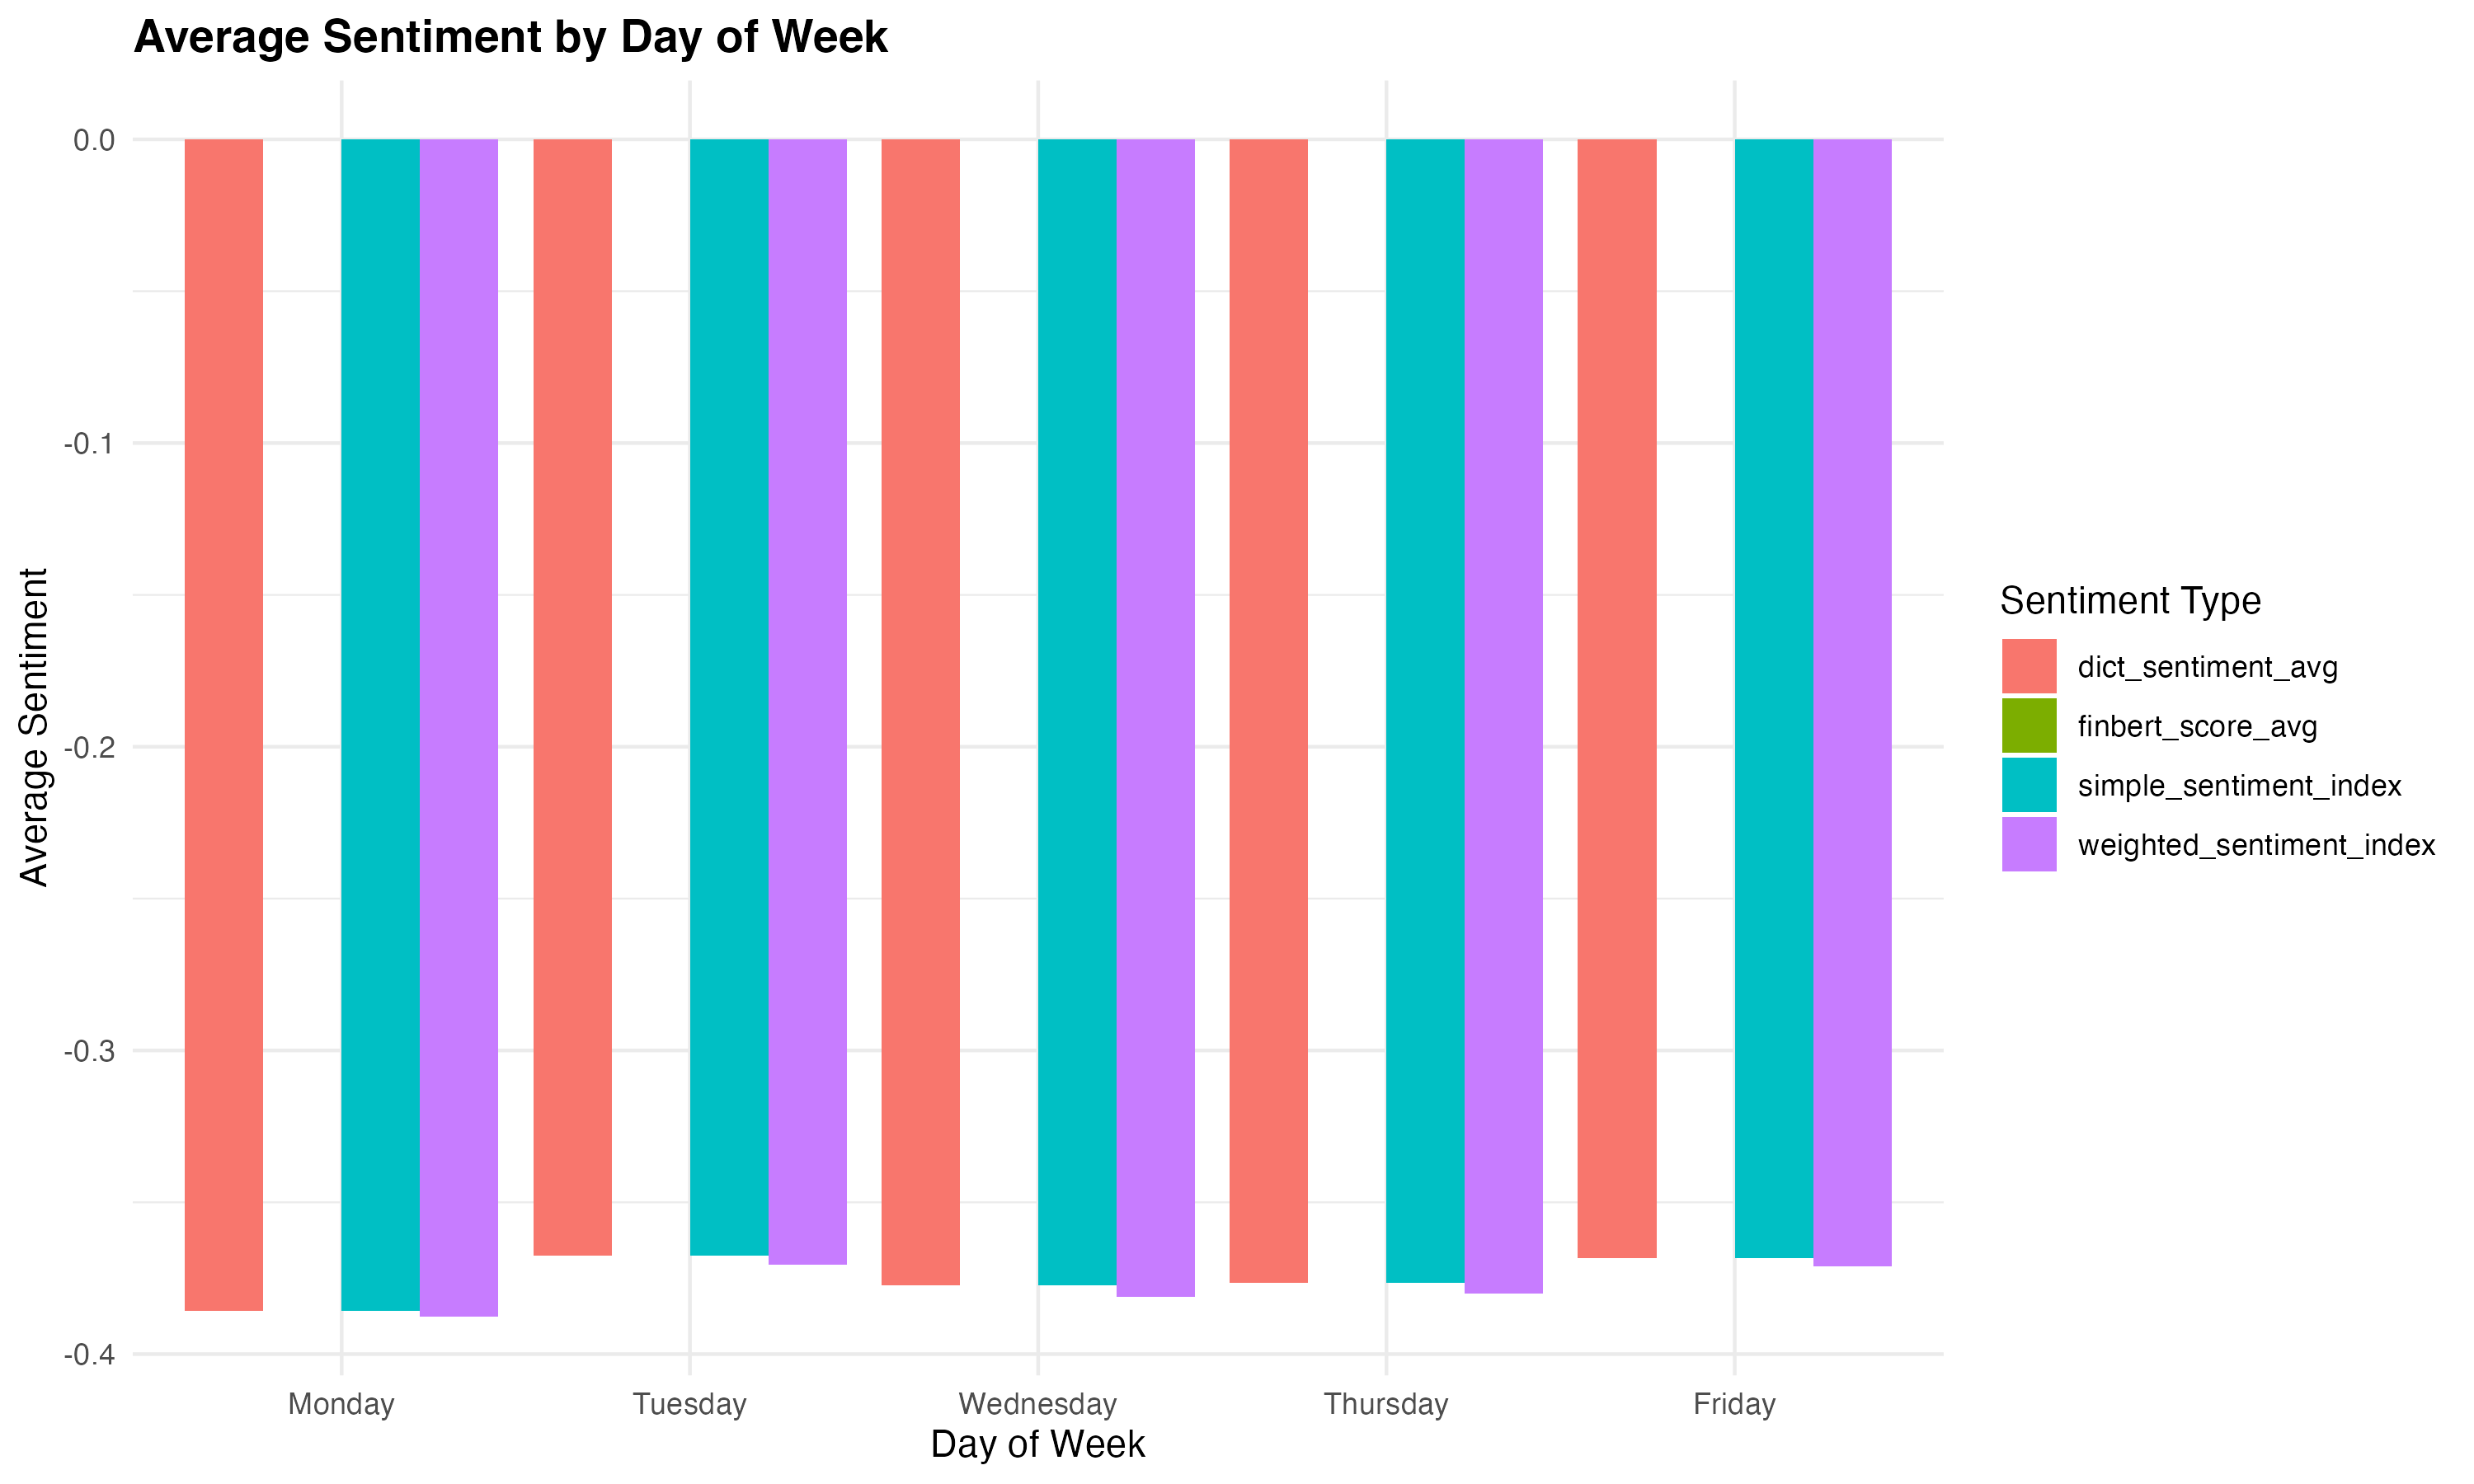 Average Sentiment by Day of Week
0.0
-0.1
-0.2
-0.3
-0.4
Average Sentiment
Monday
Tuesday
Wednesday
Thursday
Friday
Day of Week
Sentiment Type
dict_sentiment_avg
finbert_score_avg
simple_sentiment_index
weighted_sentiment_index